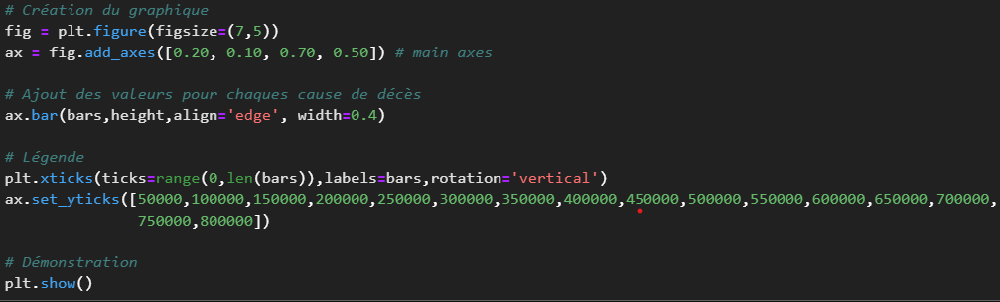 # Création du graphique
fig = plt.figure(figsize=(7,5))
ax = fig.add_axes([0.20, 0.10, 0.70, 0.50]) # main axes
# Ajout des valeurs pour chaques cause de décès
ax.bar(bars,height,align='edge', width=0.4)
# Légende
plt.xticks(ticks=range(0,len(bars)),labels=bars,rotation='vertical')
ax.set_yticks([50000,100000,150000,200000,250000,300000,350000,400000,450000,500000,550000,600000,650000,700000,
750000,800000])
# Démonstration
plt.show()